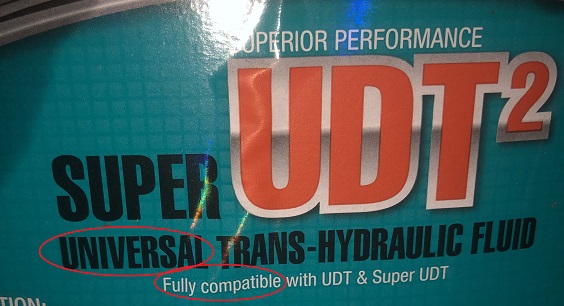 SUPERIOR PERFORMANCE
SUPER UDT2
UNIVERSAL TRANS-HYDRAULIC FLUID
Fully compatible with UDT & Super UDT